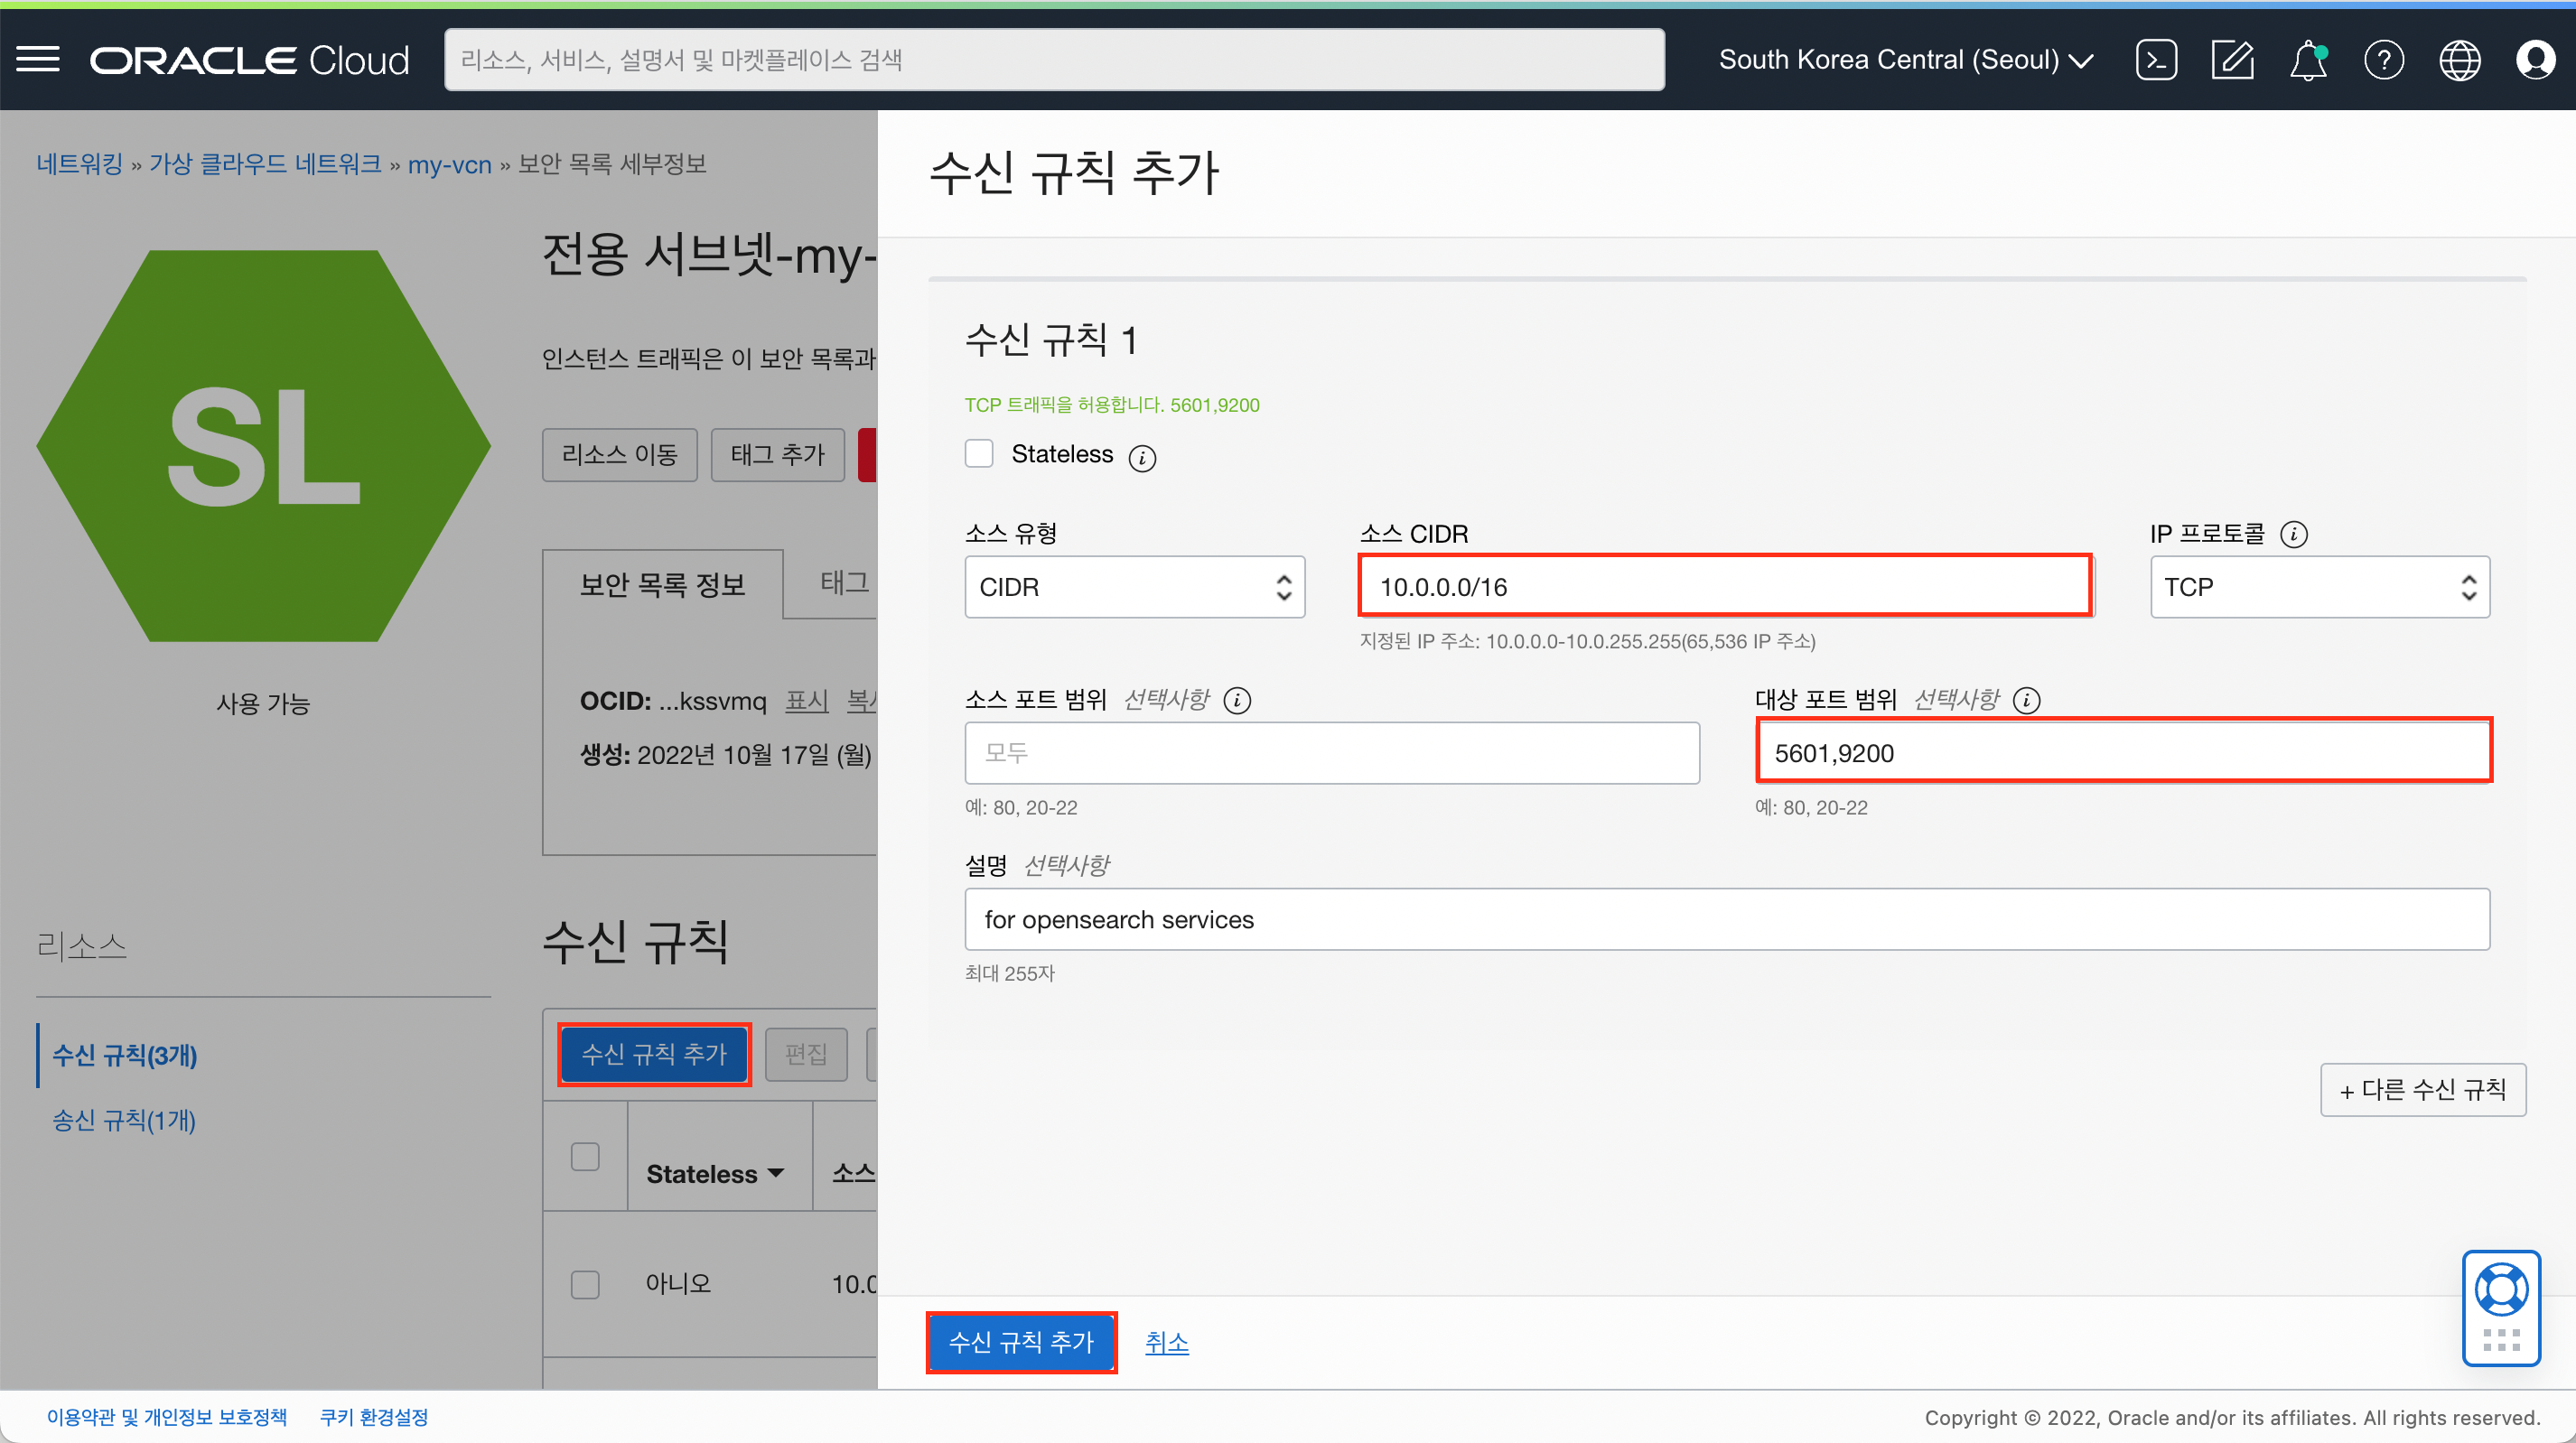 ORACLE Cloud
리소스, 서비스, 설명서 및 마켓플레이스 검색
South Korea Central (Seoul)
네트워킹 » 가상 클라우드 네트워크 » my-vcn » 보안 목록 세부정보
SL
사용 가능
전용 서브넷-my-
인스턴스 트래픽은 이 보안 목록과
리소스 이동
태그 추가
보안 목록 정보
태그
OCID: ...kssvmq 표시
생성: 2022년 10월 17일 (월)
리소스
수신 규칙(3개)
송신 규칙(1개)
수신 규칙
수신 규칙 추가
편집
Stateless
소스
아니오
10.0
수신 규칙 추가
수신 규칙 1
TCP 트래픽을 허용합니다. 5601,9200
Stateless
소스 유형
CIDR
소스 CIDR
10.0.0.0/16
지정된 IP 주소: 10.0.0.0-10.0.255.255(65,536 IP 주소)
IP 프로토콜
TCP
소스 포트 범위 선택사항
모두
예: 80, 20-22
대상 포트 범위 선택사항
5601,9200
예: 80, 20-22
설명 선택사항
for opensearch services
최대 255자
+ 다른 수신 규칙
수신 규칙 추가
취소
이용약관 및 개인정보 보호정책
쿠키 환경설정
Copyright © 2022, Oracle and/or its affiliates. All rights reserved.